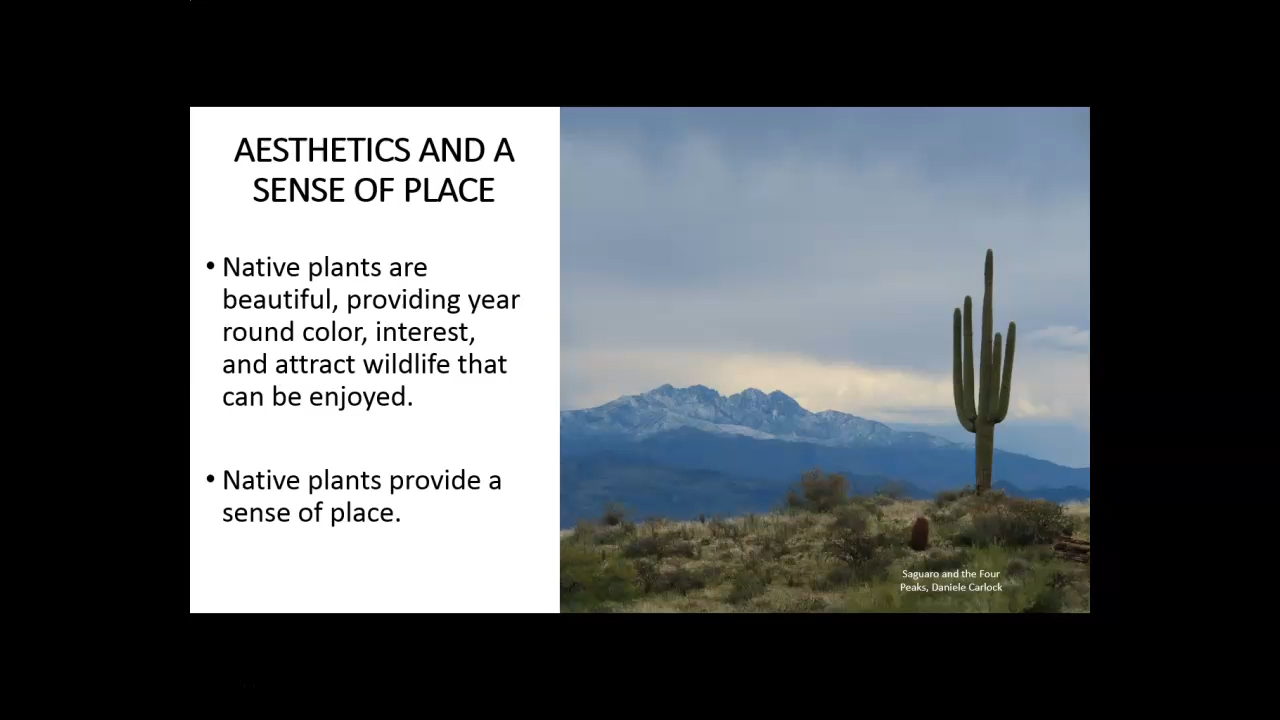 AESTHETICS AND A
SENSE OF PLACE
• Native plants are
beautiful, providing year
round color, interest,
and attract wildlife that
can be enjoyed.
• Native plants provide a
sense of place.
Saguaro and the Four
Peaks, Daniele Carlock